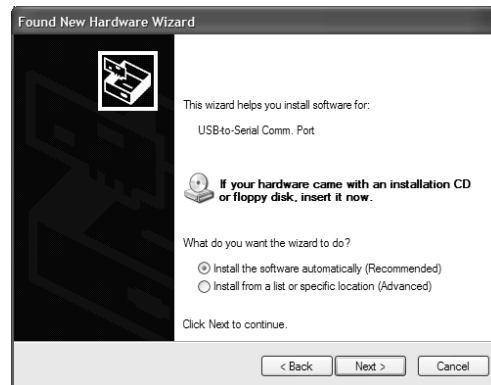 Found New Hardware Wizard
This wizard helps you install software for:
USB-to-Serial Comm. Port
If your hardware came with an installation CD
or floppy disk, insert it now.
What do you want the wizard to do?
Install the software automatically (Recommended)
Install from a list or specific location (Advanced)
Click Next to continue.
< Back Next > Cancel